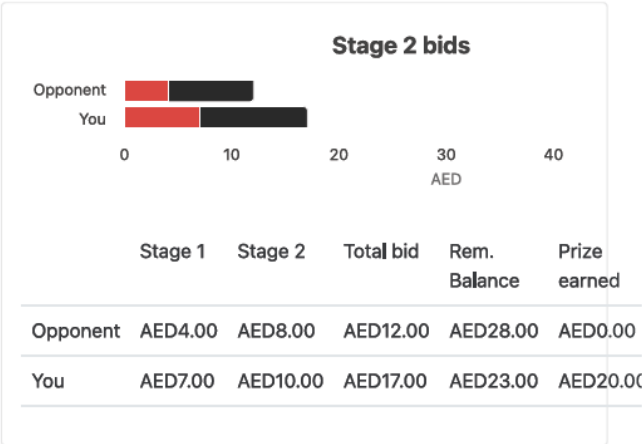 Stage 2 bids
Opponent
You
0 10 20 30 40
AED
Stage 1 Stage 2 Total bid Rem. Balance Prize earned
Opponent AED4.00 AED8.00 AED12.00 AED28.00 AED0.00
You AED7.00 AED10.00 AED17.00 AED23.00 AED20.00